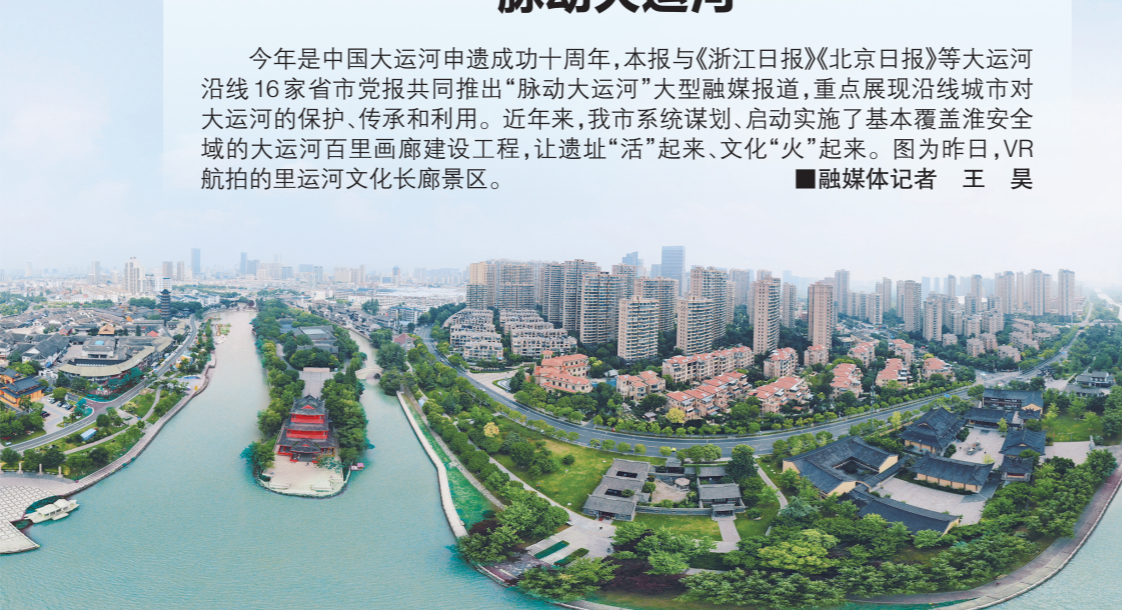 脉动大运河
今年是中国大运河申遗成功十周年，本报与《浙江日报》《北京日报》等大运河
沿线16家省市党报共同推出“脉动大运河”大型融媒报道，重点展现沿线城市对
大运河的保护、传承和利用。近年来，我市系统谋划、启动实施了基本覆盖淮安全
域的大运河百里画廊建设工程，让遗址“活”起来、文化“火”起来。图为昨日，VR
航拍的里运河文化长廊景区。 ■融媒体记者 王 昊